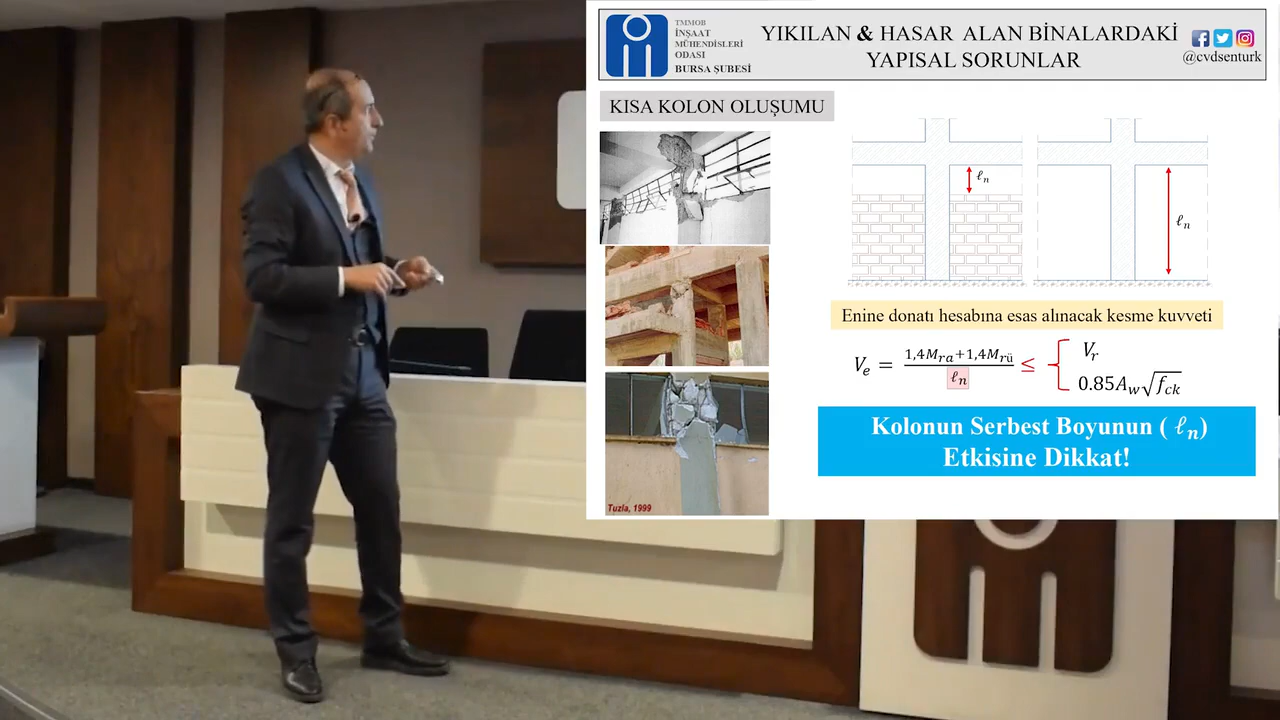 TMMOB
İNŞAAT
MÜHENDİSLERİ
ODASI
BURSA ŞUBESİ
YIKILAN & HASAR ALAN BİNALARDAKİ
YAPISAL SORUNLAR
@cvdsenturk
KISA KOLON OLUŞUMU
ℓn
ℓn
Enine donatı hesabına esas alınacak kesme kuvveti
Ve = (1,4Mra+1,4Mrü)/ℓn ≤ { Vr
0.85Aw√fck
Kolonun Serbest Boyunun ( ℓn)
Etkisine Dikkat!
Tuzla, 1999